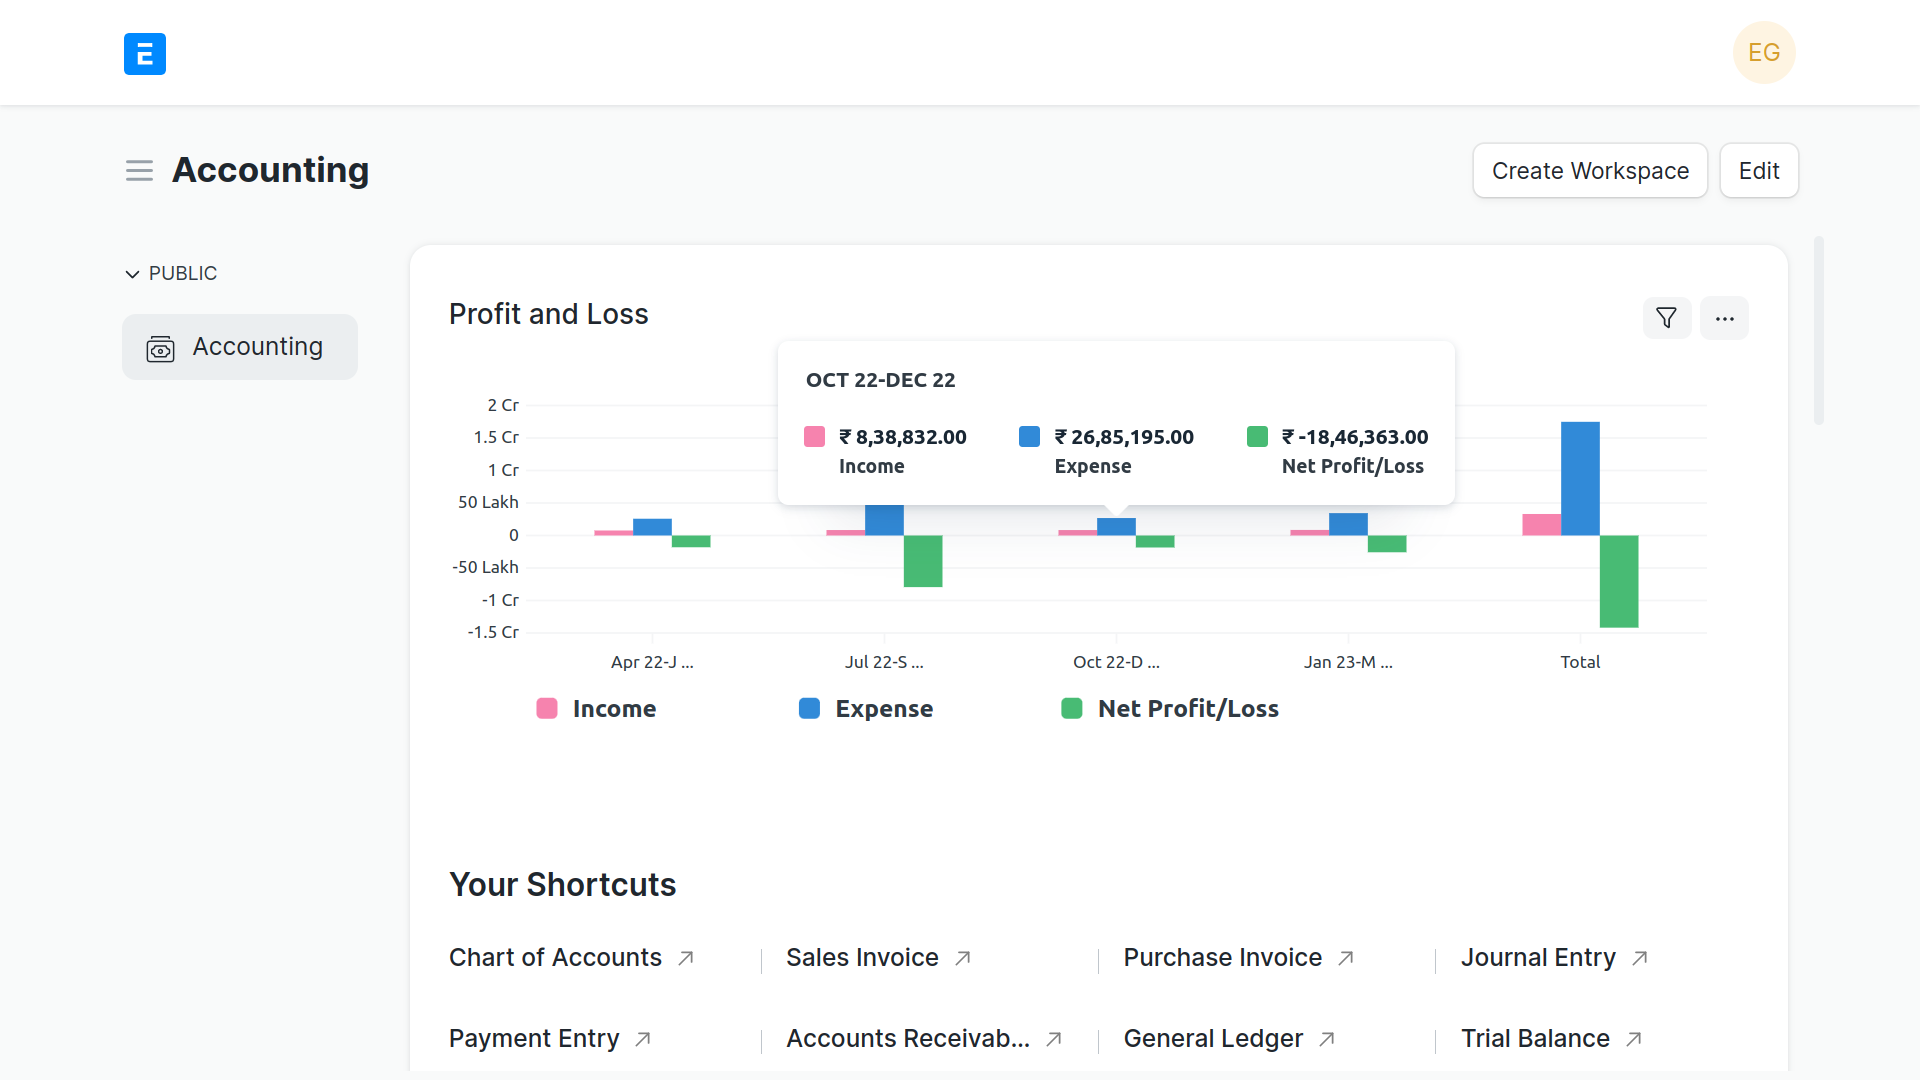 E
EG
Accounting
Create Workspace
Edit
PUBLIC
Accounting
Profit and Loss
OCT 22-DEC 22
₹ 8,38,832.00
Income
₹ 26,85,195.00
Expense
₹ -18,46,363.00
Net Profit/Loss
2 Cr
1.5 Cr
1 Cr
50 Lakh
0
-50 Lakh
-1 Cr
-1.5 Cr
Apr 22-J ...
Jul 22-S ...
Oct 22-D ...
Jan 23-M ...
Total
Income
Expense
Net Profit/Loss
Your Shortcuts
Chart of Accounts
Sales Invoice
Purchase Invoice
Journal Entry
Payment Entry
Accounts Receivab...
General Ledger
Trial Balance